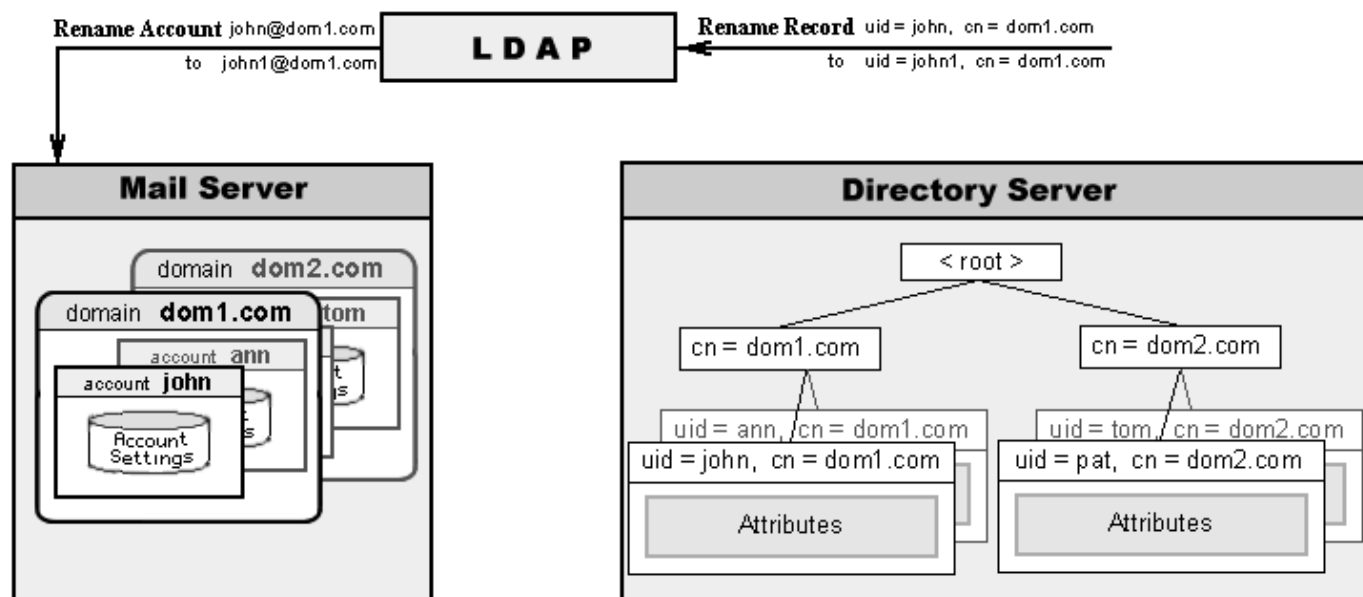 Rename Account john@dom1.com
to john1@dom1.com
LDAP
Rename Record uid = john, cn = dom1.com
to uid = john1, cn = dom1.com
Mail Server
domain dom2.com
tom
domain dom1.com
account ann
account john
Account
Settings
Directory Server
< root >
cn = dom1.com
cn = dom2.com
uid = ann, cn = dom1.com
uid = john, cn = dom1.com
Attributes
uid = tom, cn = dom2.com
uid = pat, cn = dom2.com
Attributes